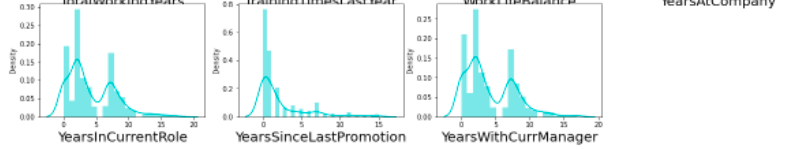 TotalWorkingYears TrainingTimesLastYear WorkLifeBalance YearsAtCompany
0.30 0.8
0.25 0.25
0.20 0.6 0.20
0.15 0.4 0.15
0.10 0.2 0.10
0.05 0.05
0.00 0.0 0.00
Density Density Density
0 5 10 15 20 0 5 10 15 0 5 10 15 20
YearsInCurrentRole YearsSinceLastPromotion YearsWithCurrManager